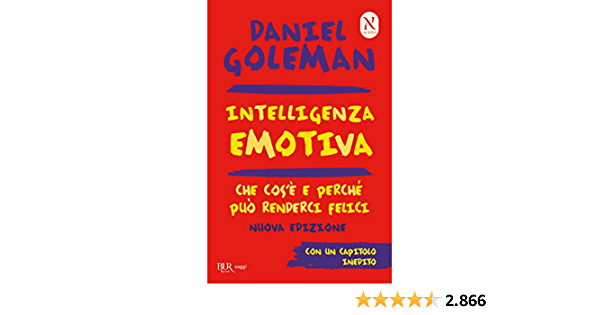 DANIEL
GOLEMAN
N
INTELLIGENZA
EMOTIVA
CHE COS'È E PERCHÉ
PUÒ RENDERCI FELICI
NUOVA EDIZIONE
CON UN CAPITOLO
INEDITO
BUR saggi
2.866